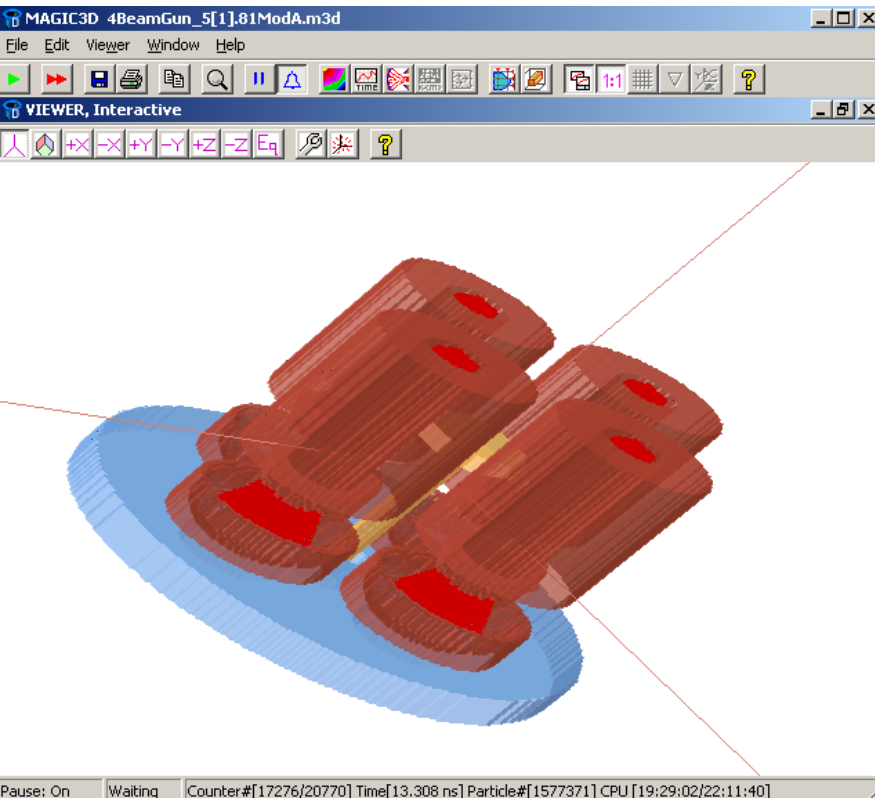 MAGIC3D 4BeamGun_5[1].81ModA.m3d
File Edit Viewer Window Help
TIME
1:1
VIEWER, Interactive
+X -X +Y -Y +Z -Z Eq
Pause: On Waiting Counter#[17276/20770] Time[13.308 ns] Particle#[1577371] CPU [19:29:02/22:11:40]